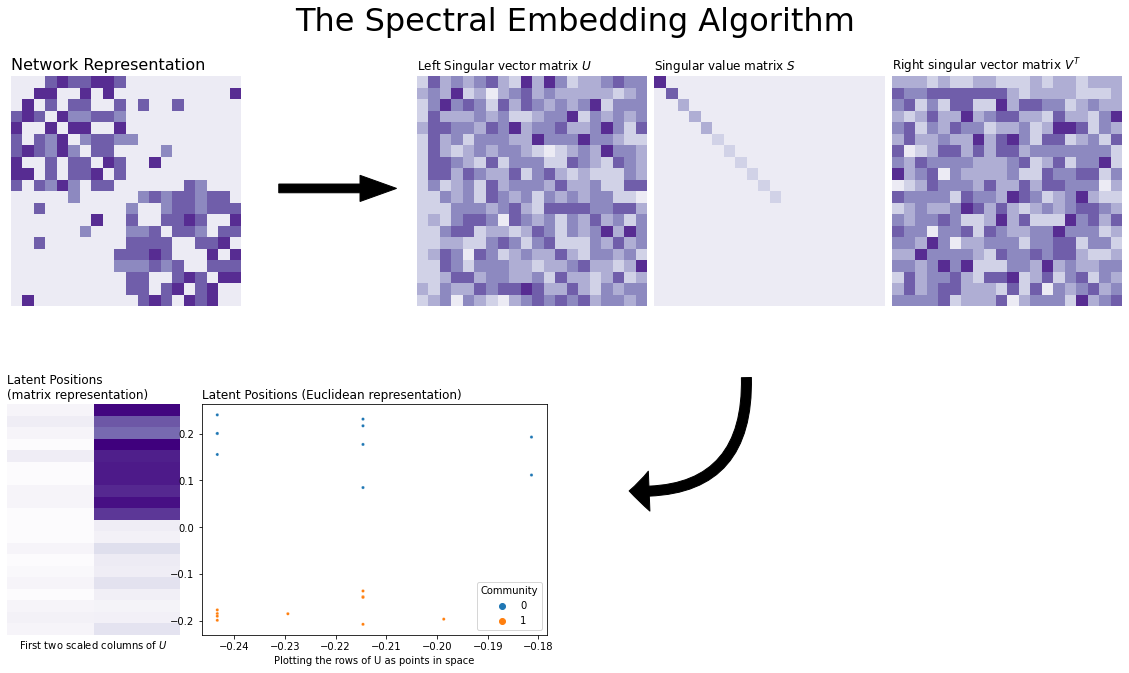 The Spectral Embedding Algorithm
Network Representation
Left Singular vector matrix U
Singular value matrix S
Right singular vector matrix V^T
Latent Positions
(matrix representation)
First two scaled columns of U
Latent Positions (Euclidean representation)
0.2
0.1
0.0
−0.1
−0.2
Community
0
1
−0.24 −0.23 −0.22 −0.21 −0.20 −0.19 −0.18
Plotting the rows of U as points in space